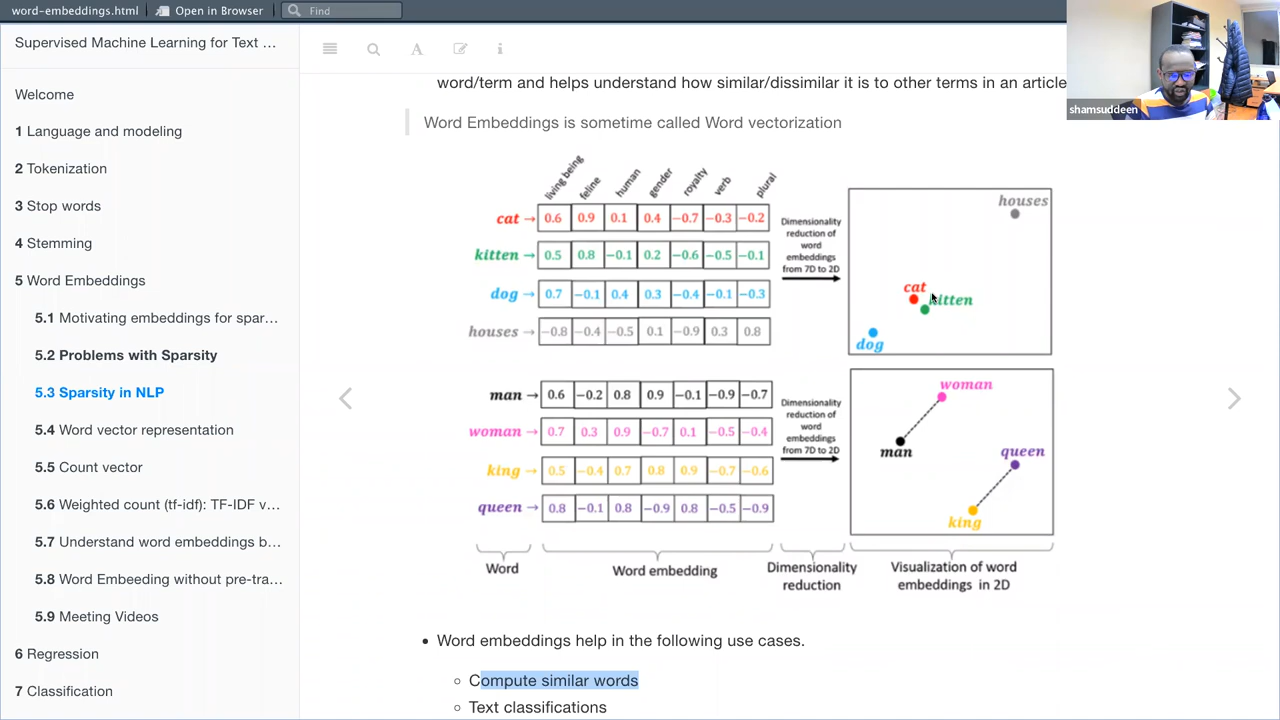 word-embeddings.html
Open in Browser
Find
Supervised Machine Learning for Text …
Welcome
1 Language and modeling
2 Tokenization
3 Stop words
4 Stemming
5 Word Embeddings
5.1 Motivating embeddings for spar…
5.2 Problems with Sparsity
5.3 Sparsity in NLP
5.4 Word vector representation
5.5 Count vector
5.6 Weighted count (tf-idf): TF-IDF v…
5.7 Understand word embeddings b…
5.8 Word Embeeding without pre-tra…
5.9 Meeting Videos
6 Regression
7 Classification
shamsuddeen
word/term and helps understand how similar/dissimilar it is to other terms in an article
Word Embeddings is sometime called Word vectorization
living being feline human gender royalty verb plural
cat → 0.6 0.9 0.1 0.4 −0.7 −0.3 −0.2
kitten → 0.5 0.8 −0.1 0.2 −0.6 −0.5 −0.1
dog → 0.7 −0.1 0.4 0.3 −0.4 −0.1 −0.3
houses → −0.8 −0.4 −0.5 0.1 −0.9 0.3 0.8
Dimensionality
reduction of
word
embeddings
from 7D to 2D
houses
cat
kitten
dog
man → 0.6 −0.2 0.8 0.9 −0.1 −0.9 −0.7
woman → 0.7 0.3 0.9 −0.7 0.1 −0.5 −0.4
king → 0.5 −0.4 0.7 0.8 0.9 −0.7 −0.6
queen → 0.8 −0.1 0.8 −0.9 0.8 −0.5 −0.9
Dimensionality
reduction of
word
embeddings
from 7D to 2D
woman
man
queen
king
Word
Word embedding
Dimensionality
reduction
Visualization of word
embeddings in 2D
• Word embeddings help in the following use cases.
◦ Compute similar words
◦ Text classifications